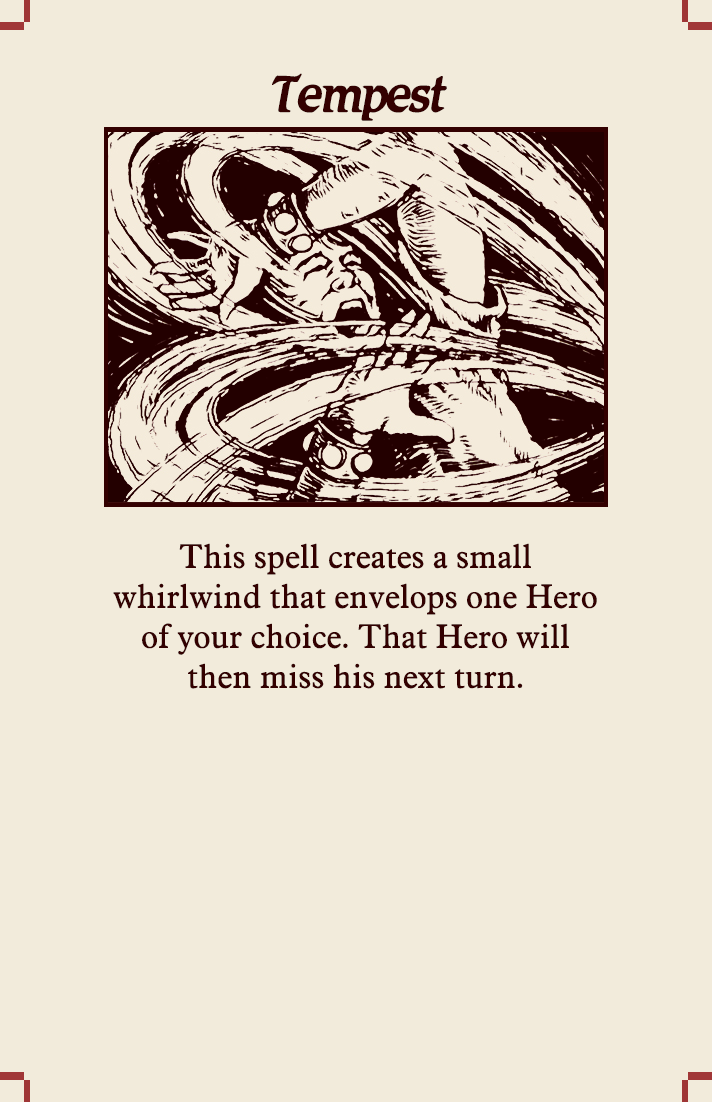 Tempest
This spell creates a small
whirlwind that envelops one Hero
of your choice. That Hero will
then miss his next turn.